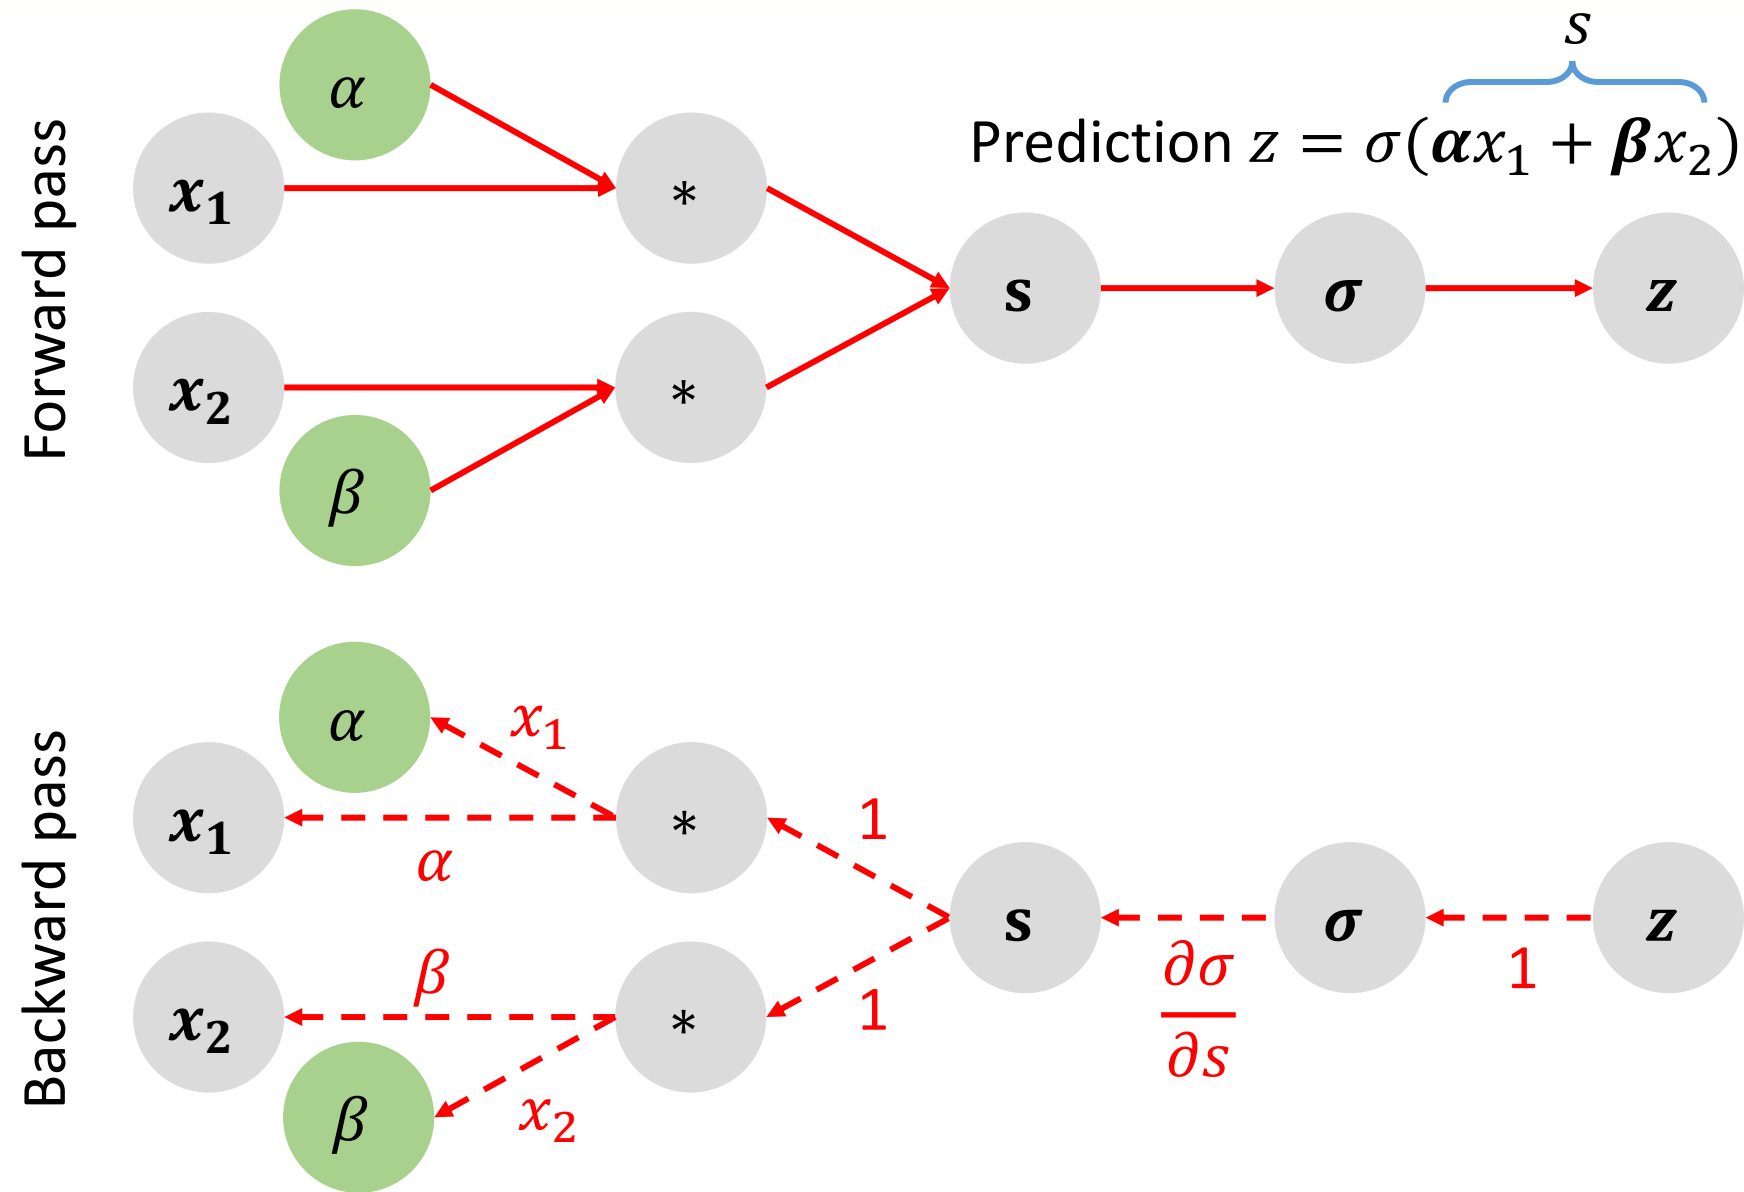 Forward pass
s
Prediction z = σ(αx₁ + βx₂)
α
x₁
*
x₂
*
β
s
σ
z
Backward pass
α
x₁
x₁
α
*
1
x₂
β
*
1
β
x₂
s
∂σ
∂s
σ
1
z